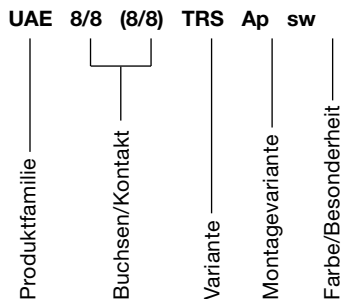 UAE 8/8 (8/8) TRS Ap sw
Produktfamilie
Buchsen/Kontakt
Variante
Montagevariante
Farbe/Besonderheit